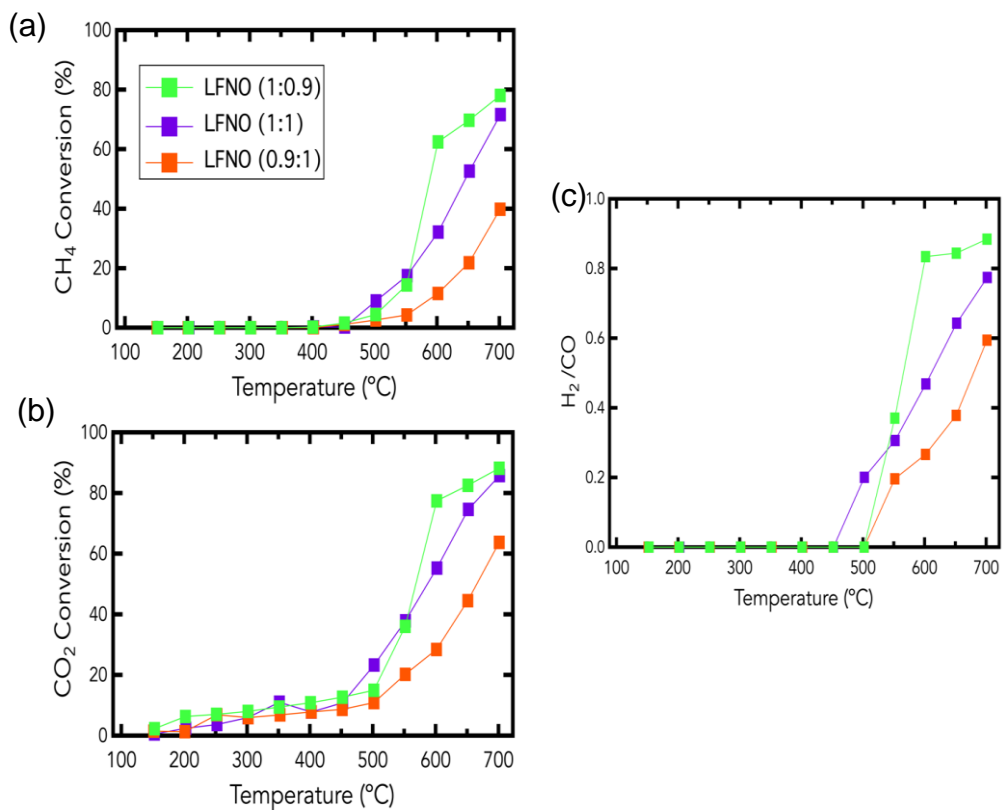 (a)
CH₄ Conversion (%)
100
80
60
40
20
0
LFNO (1:0.9)
LFNO (1:1)
LFNO (0.9:1)
100 200 300 400 500 600 700
Temperature (ºC)
(b)
CO₂ Conversion (%)
100
80
60
40
20
0
100 200 300 400 500 600 700
Temperature (ºC)
(c)
H₂ /CO
1.0
0.8
0.6
0.4
0.2
0.0
100 200 300 400 500 600 700
Temperature (ºC)